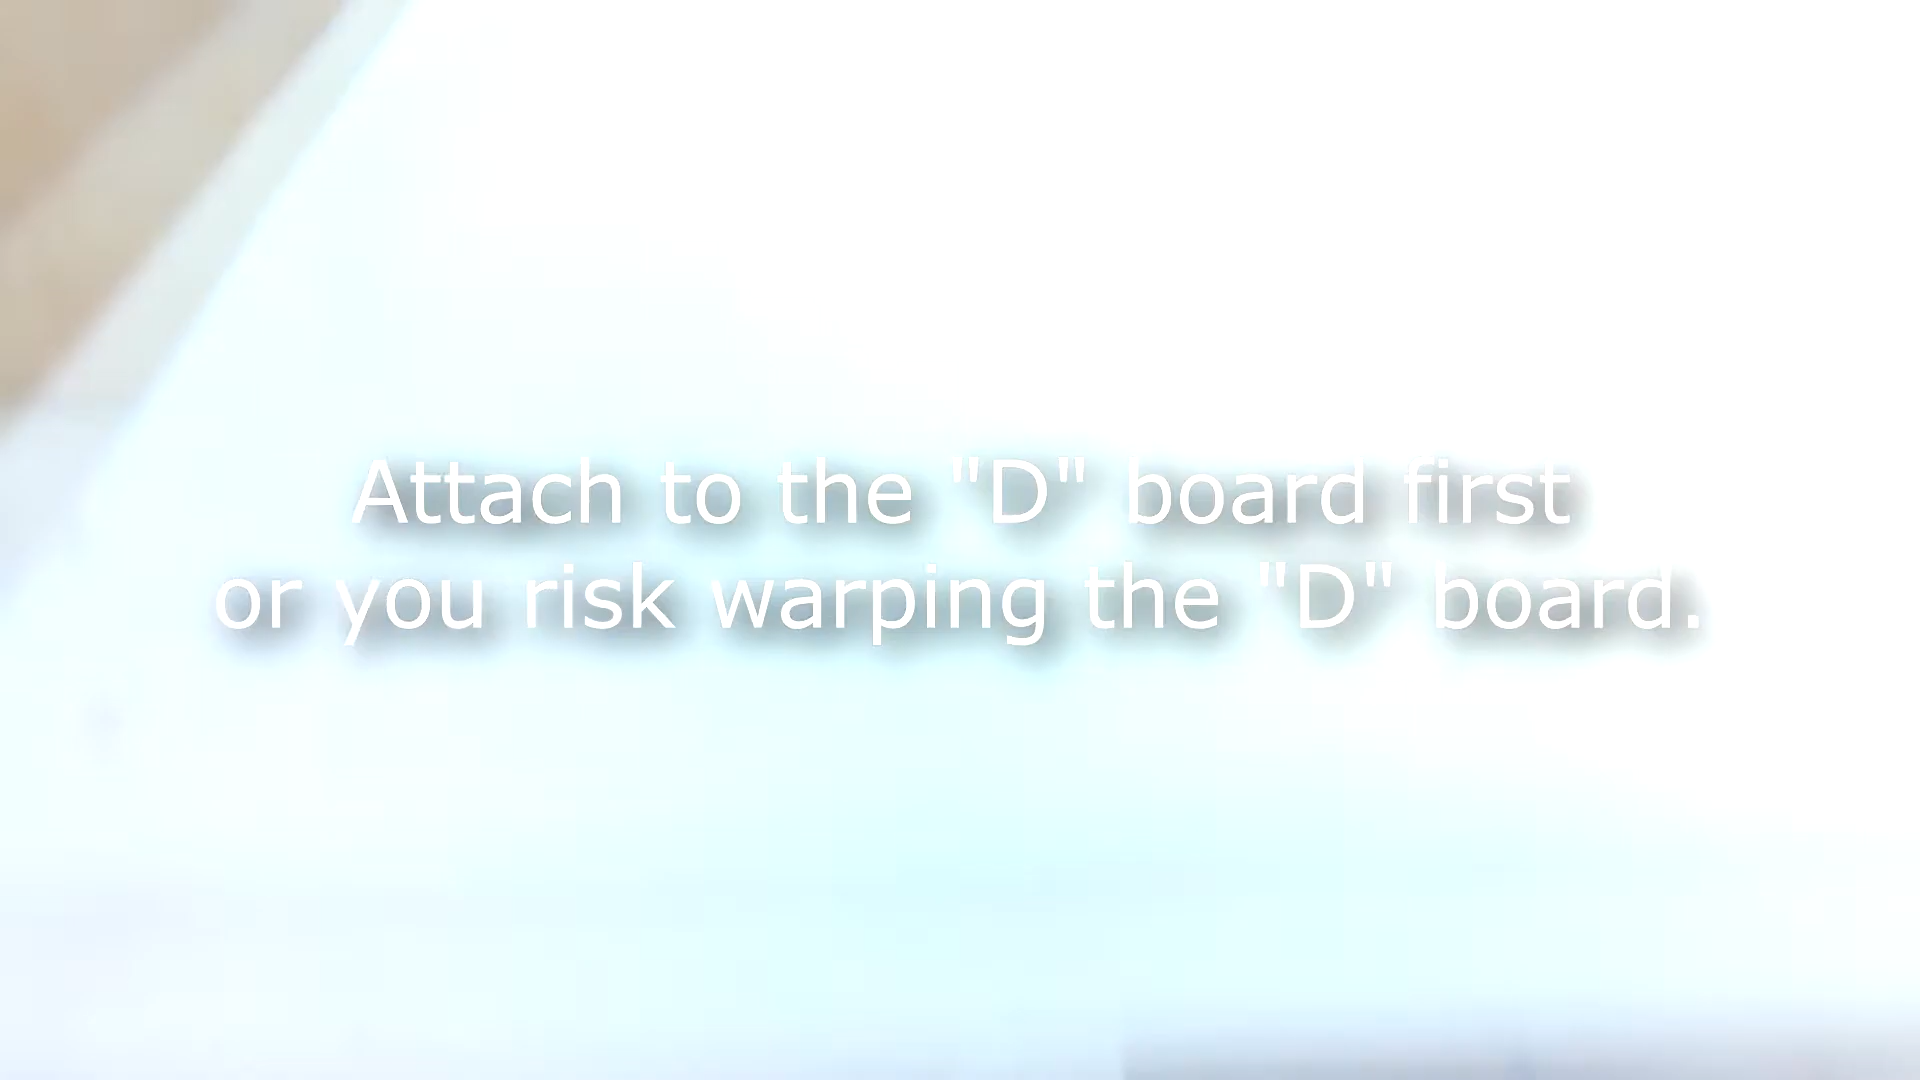 Attach to the "D" board first
or you risk warping the "D" board.